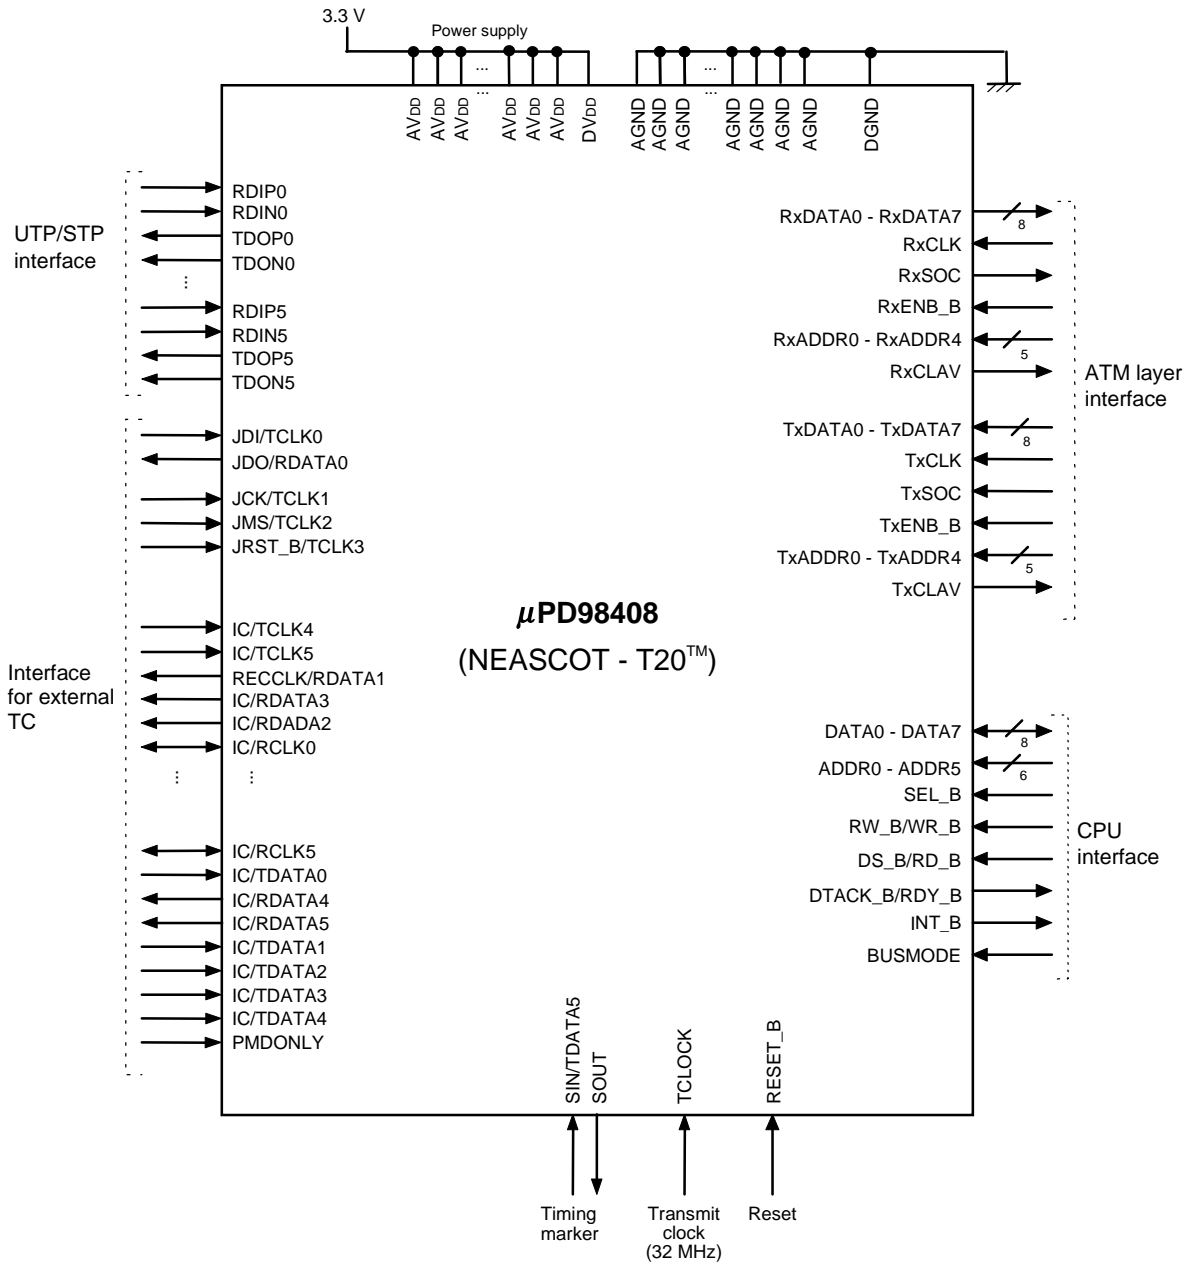 3.3 V
Power supply
...
...
...
...
AVDD
AVDD
AVDD
AVDD
AVDD
AVDD
DVDD
AGND
AGND
AGND
AGND
AGND
AGND
AGND
DGND
UTP/STP
interface
RDIP0
RDIN0
TDOP0
TDON0
...
RDIP5
RDIN5
TDOP5
TDON5
Interface
for external
TC
JDI/TCLK0
JDO/RDATA0
JCK/TCLK1
JMS/TCLK2
JRST_B/TCLK3
IC/TCLK4
IC/TCLK5
RECCLK/RDATA1
IC/RDATA3
IC/RDADA2
IC/RCLK0
... ...
IC/RCLK5
IC/TDATA0
IC/RDATA4
IC/RDATA5
IC/TDATA1
IC/TDATA2
IC/TDATA3
IC/TDATA4
PMDONLY
μPD98408
(NEASCOT - T20™)
RxDATA0 - RxDATA7 8
RxCLK
RxSOC
RxENB_B
RxADDR0 - RxADDR4 5
RxCLAV
TxDATA0 - TxDATA7 8
TxCLK
TxSOC
TxENB_B
TxADDR0 - TxADDR4 5
TxCLAV
ATM layer
interface
DATA0 - DATA7 8
ADDR0 - ADDR5 6
SEL_B
RW_B/WR_B
DS_B/RD_B
DTACK_B/RDY_B
INT_B
BUSMODE
CPU
interface
SIN/TDATA5
SOUT
TCLOCK
RESET_B
Timing
marker
Transmit
clock
(32 MHz)
Reset